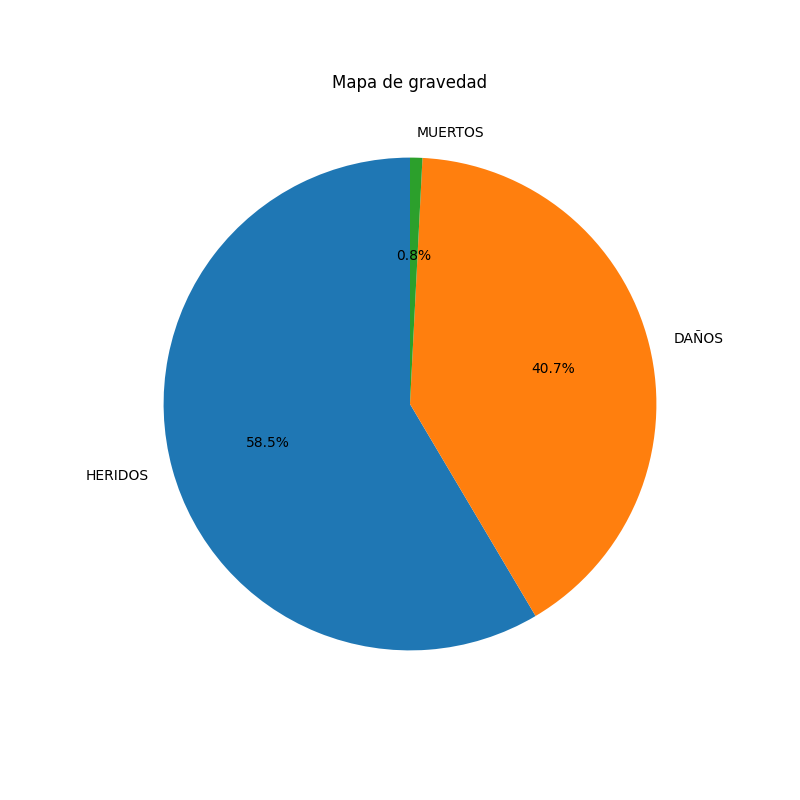 Mapa de gravedad
MUERTOS
0.8%
DAÑOS
40.7%
58.5%
HERIDOS